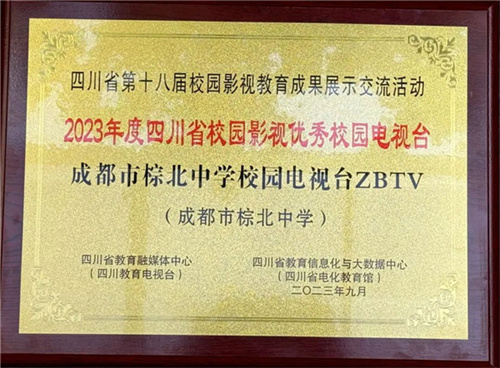 四川省第十八届校园影视教育成果展示交流活动
2023年度四川省校园影视优秀校园电视台
成都市棕北中学校园电视台ZBTV
（成都市棕北中学）
四川省教育融媒体中心
（四川教育电视台）
四川省教育信息化与大数据中心
（四川省电化教育馆）
二〇二三年九月